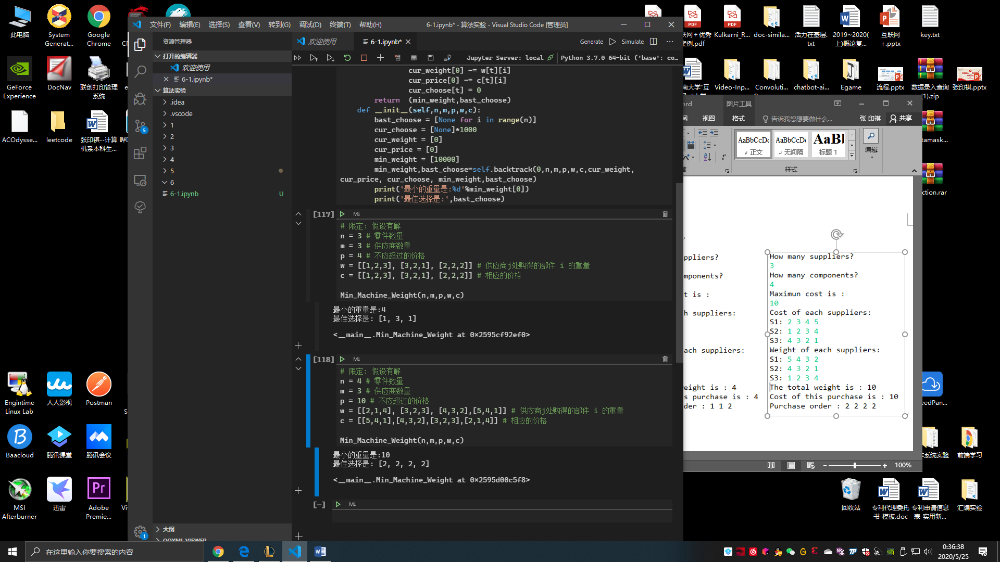 此电脑
System
Generat...
Google
Chrome
GeForce
Experience
DocNav
联创打印管理
系统
ACOdysse...
leetcode
张印祺--计算
机系本科生...
Engintime
Linux Lab
人人影视
Postman
Baacloud
腾讯课堂
腾讯会议
MSI
Afterburner
迅雷
Adobe
Premie...
文件(F) 编辑(E) 选择(S) 查看(V) 转到(G) 调试(D) 终端(T) 帮助(H)
6-1.ipynb* - 算法实验 - Visual Studio Code [管理员]
资源管理器
欢迎使用
6-1.ipynb*
Generate
Simulate
打开的编辑器
欢迎使用
6-1.ipynb*
算法实验
.idea
.vscode
1
2
3
4
5
6
6-1.ipynb U
大纲
OOXML VIEWER
5
1
Jupyter Server: local
Python 3.7.0 64-bit ('base': co...
cur_weight[0] -= w[t][i]
cur_price[0] -= c[t][i]
cur_choose[t] = 0
return (min_weight,bast_choose)
def __init__(self,n,m,p,w,c):
bast_choose = [None for i in range(n)]
cur_choose = [None]*1000
cur_weight = [0]
cur_price = [0]
min_weight = [10000]
min_weight,bast_choose=self.backtrack(0,n,m,p,w,c,cur_weight,
cur_price, cur_choose, min_weight,bast_choose)
print('最小的重量是:%d'%min_weight[0])
print('最佳选择是:',bast_choose)
[117] M↓
# 限定: 假设有解
n = 3 # 零件数量
m = 3 # 供应商数量
p = 4 # 不应超过的价格
w = [[1,2,3], [3,2,1], [2,2,2]] # 供应商j处购得的部件 i 的重量
c = [[1,2,3], [3,2,1], [2,2,2]] # 相应的价格
Min_Machine_Weight(n,m,p,w,c)
最小的重量是:4
最佳选择是: [1, 3, 1]
<__main__.Min_Machine_Weight at 0x2595cf92ef0>
[118] M↓
# 限定: 假设有解
n = 4 # 零件数量
m = 3 # 供应商数量
p = 10 # 不应超过的价格
w = [[2,1,4], [3,2,3], [4,3,2],[5,4,1]] # 供应商j处购得的部件 i 的重量
c = [[5,4,1],[4,3,2],[3,2,3],[2,1,4]] # 相应的价格
Min_Machine_Weight(n,m,p,w,c)
最小的重量是:10
最佳选择是: [2, 2, 2, 2]
<__main__.Min_Machine_Weight at 0x2595d00c5f8>
[-] M↓
联网＋优秀
案例.pdf
Kulkarni_R...
doc-simila...
活力在基层.
txt
2019~2020(
上)概论复...
互联网
+.pptx
key.txt
南大学“互
Video-Inp...
Convoluti...
chatbot-ai...
Egame
流程.pptx
数据录入查询
(1).zip
张印祺.pptx
tamask...
ction.rar
eedPan...
作系统实验
前端学习
回收站
专利代理委托
书-模板.doc
专利申请信息
表-实用新...
汇编实验
ord
图片工具
阅
视图
格式
告诉我您想要做什么...
张 印祺
共享
AaBbCcDc
AaBbCcDc
AaBl
正文
无间隔
标题 1
编辑
落
样式
ppliers?
mponents?
t is :
h suppliers:
ach suppliers:
eight is : 4
s purchase is : 4
rder : 1 1 2
How many suppliers?
3
How many components?
4
Maximun cost is :
10
Cost of each suppliers:
S1: 2 3 4 5
S2: 1 2 3 4
S3: 4 3 2 1
Weight of each suppliers:
S1: 5 4 3 2
S2: 4 3 2 1
S3: 1 2 3 4
The total weight is : 10
Cost of this purchase is : 10
Purchase order : 2 2 2 2
100%
在这里输入你要搜索的内容
0:36:38
2020/5/25